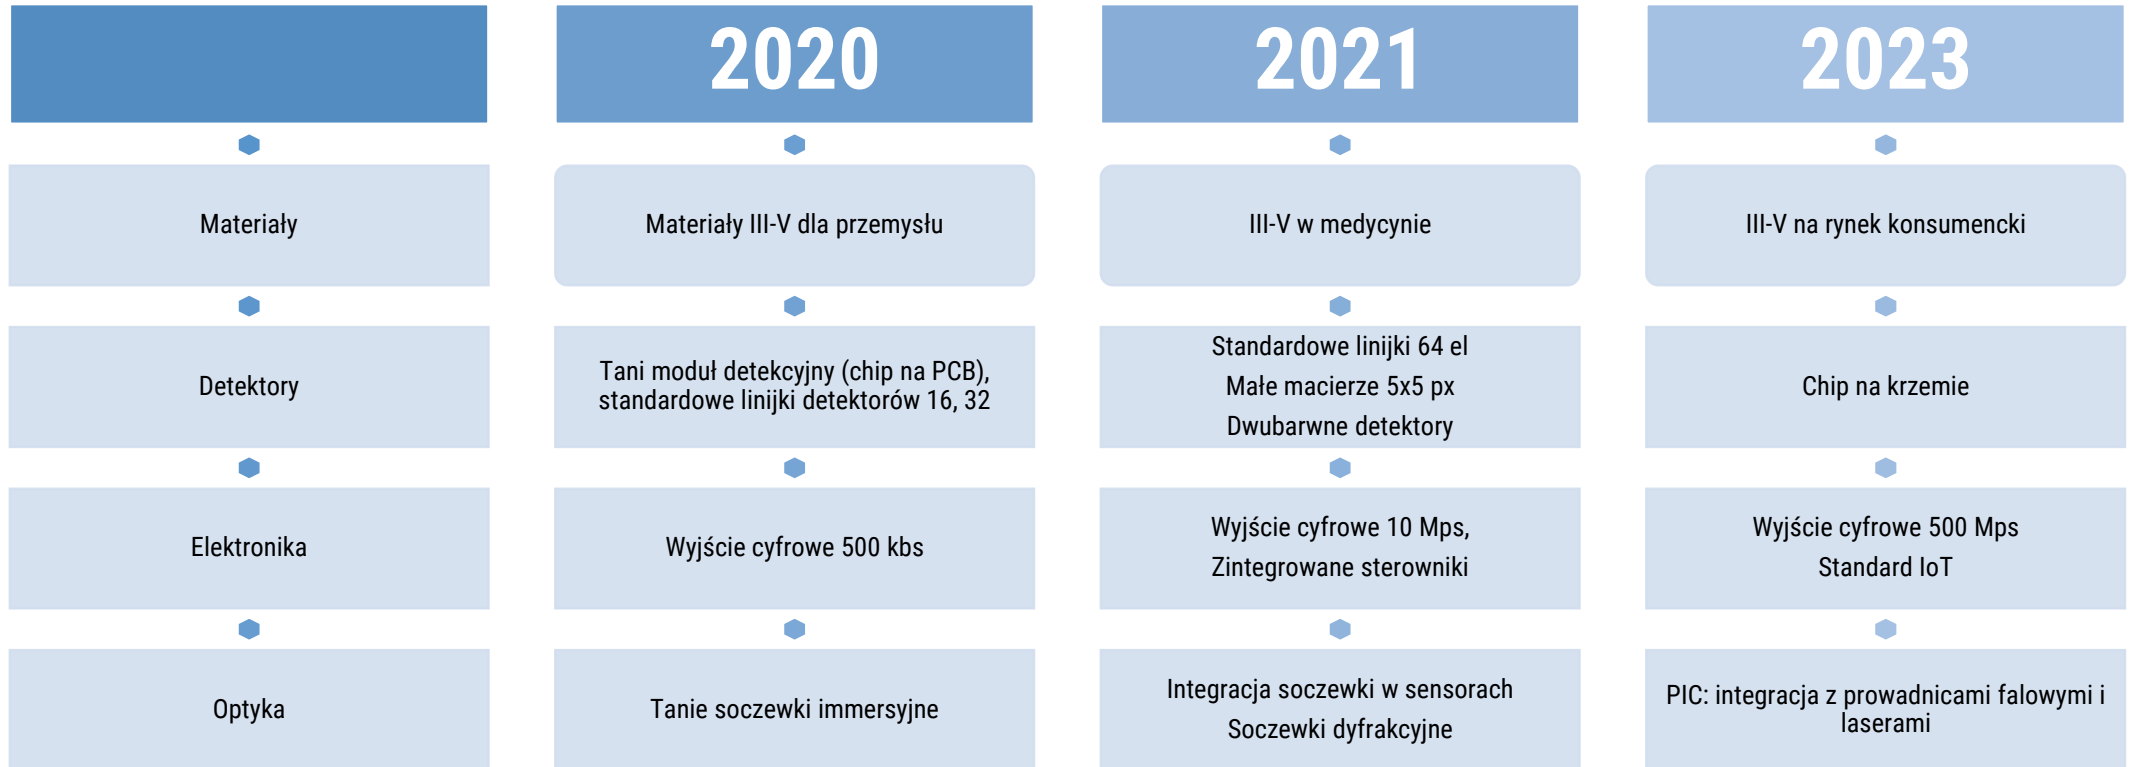 2020
2021
2023
Materiały
Materiały III-V dla przemysłu
III-V w medycynie
III-V na rynek konsumencki
Detektory
Tani moduł detekcyjny (chip na PCB),
standardowe linijki detektorów 16, 32
Standardowe linijki 64 el
Małe macierze 5x5 px
Dwubarwne detektory
Chip na krzemie
Elektronika
Wyjście cyfrowe 500 kbs
Wyjście cyfrowe 10 Mps,
Zintegrowane sterowniki
Wyjście cyfrowe 500 Mps
Standard IoT
Optyka
Tanie soczewki immersyjne
Integracja soczewki w sensorach
Soczewki dyfrakcyjne
PIC: integracja z prowadnicami falowymi i
laserami